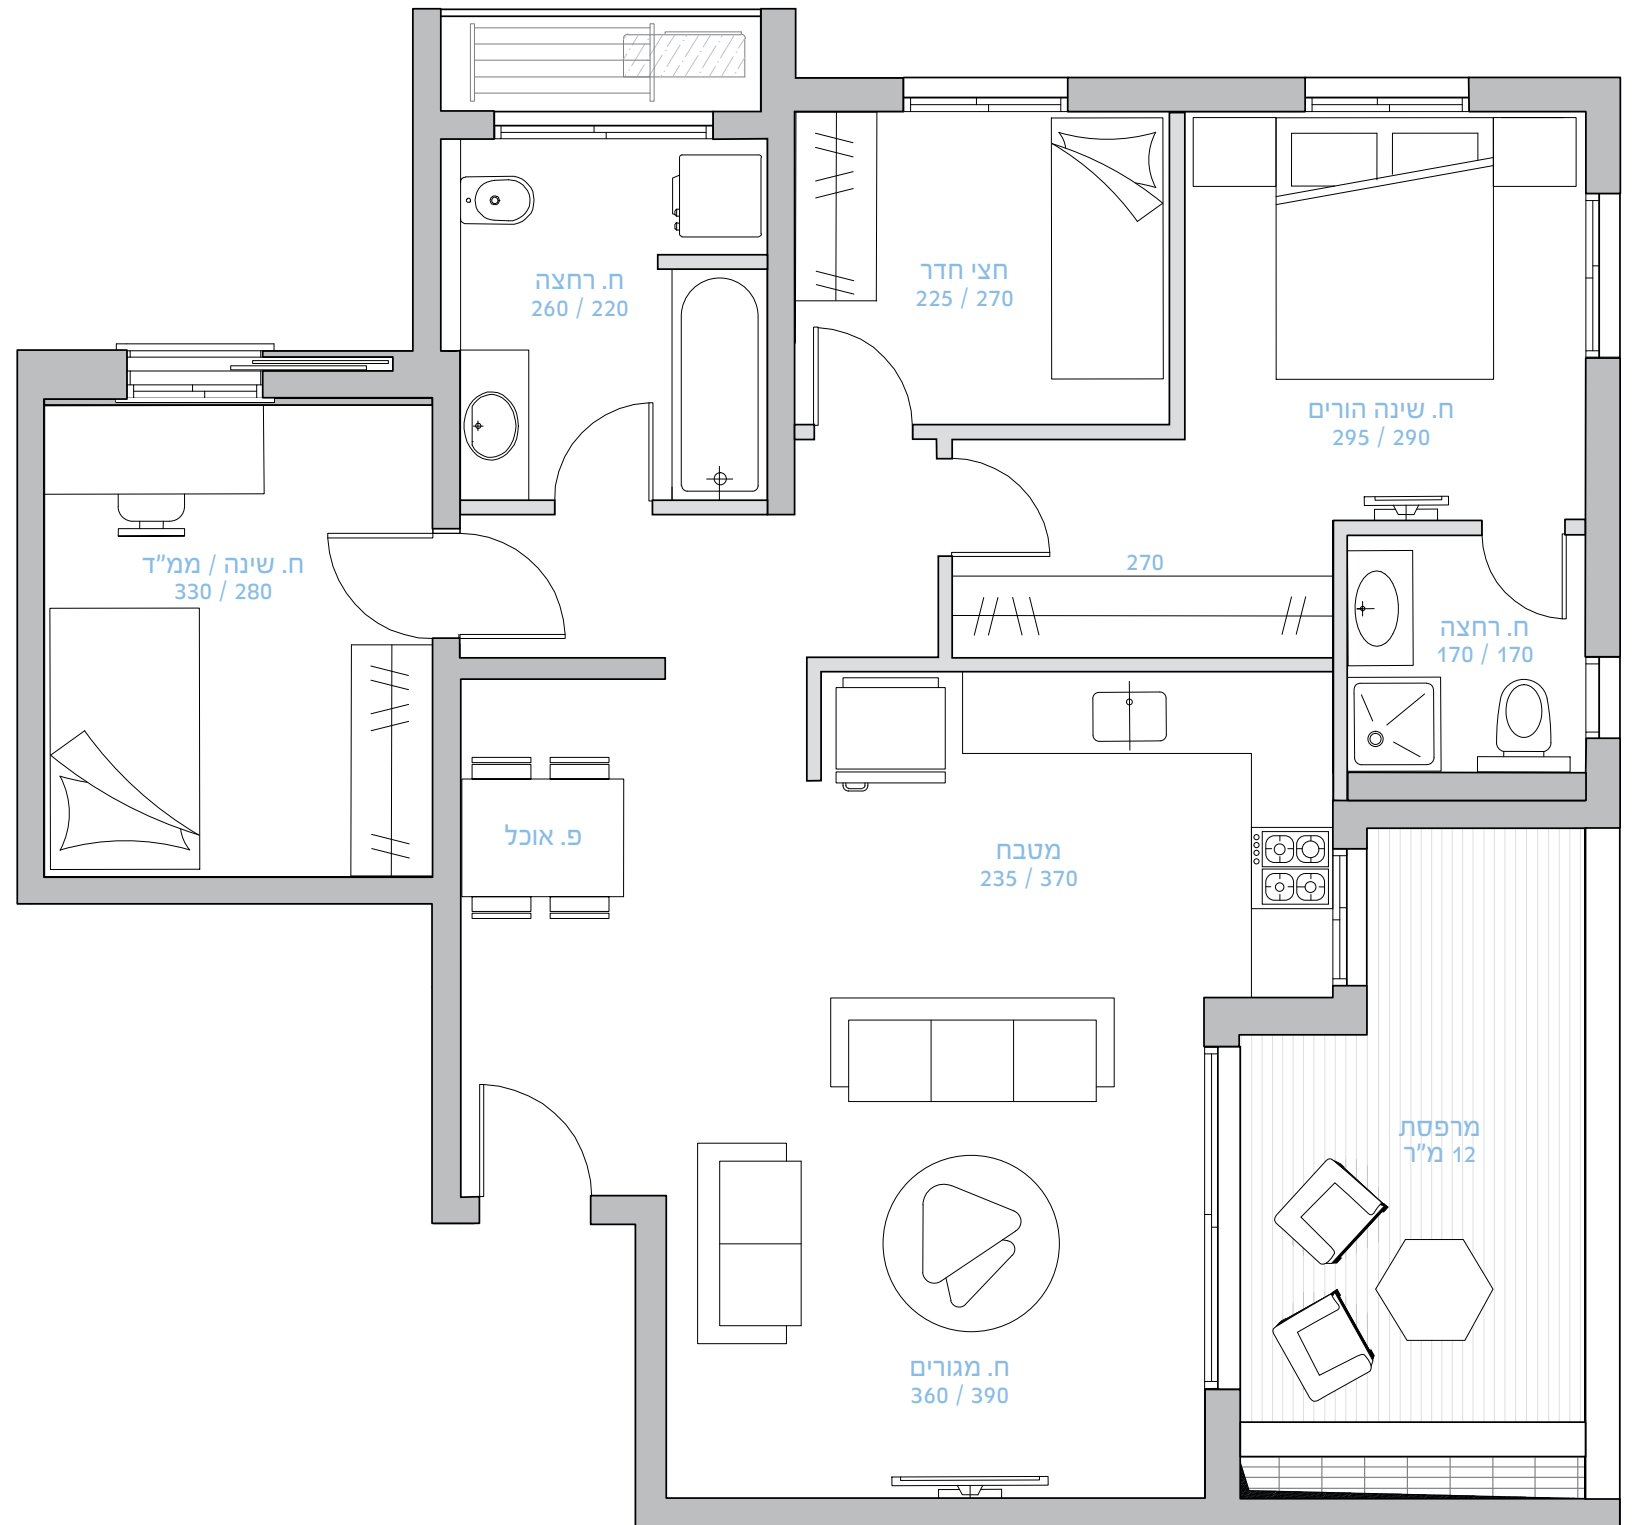 חצי חדר
225 / 270
ח. רחצה
260 / 220
ח. שינה הורים
295 / 290
ח. שינה / ממ״ד
330 / 280
270
ח. רחצה
170 / 170
פ. אוכל
מטבח
235 / 370
מרפסת
12 מ״ר
ח. מגורים
360 / 390